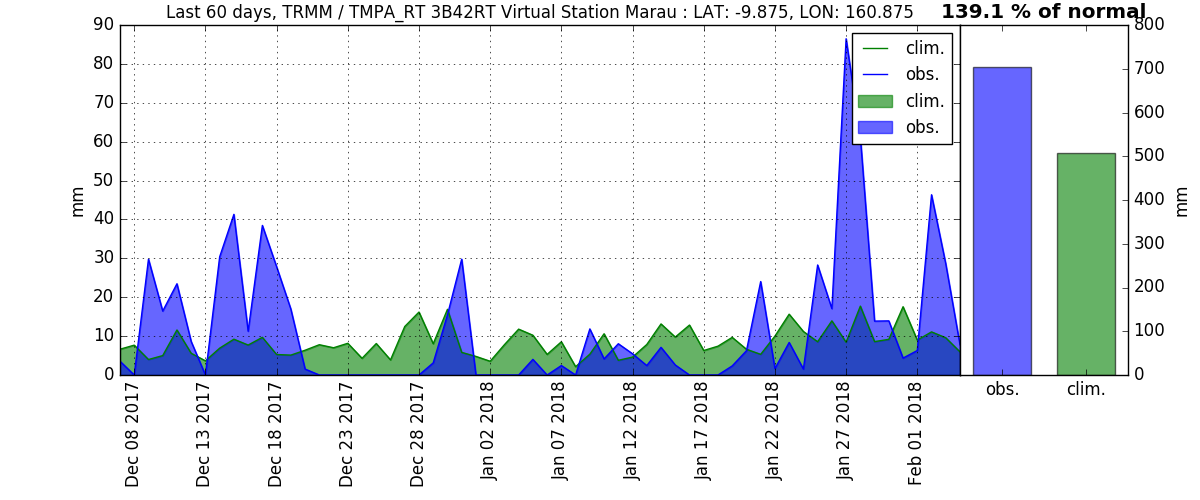 Last 60 days, TRMM / TMPA_RT 3B42RT Virtual Station Marau : LAT: -9.875, LON: 160.875
139.1 % of normal
mm
90
80
70
60
50
40
30
20
10
0
clim.
obs.
clim.
obs.
Dec 08 2017
Dec 13 2017
Dec 18 2017
Dec 23 2017
Dec 28 2017
Jan 02 2018
Jan 07 2018
Jan 12 2018
Jan 17 2018
Jan 22 2018
Jan 27 2018
Feb 01 2018
obs.
clim.
800
700
600
500
400
300
200
100
0
mm